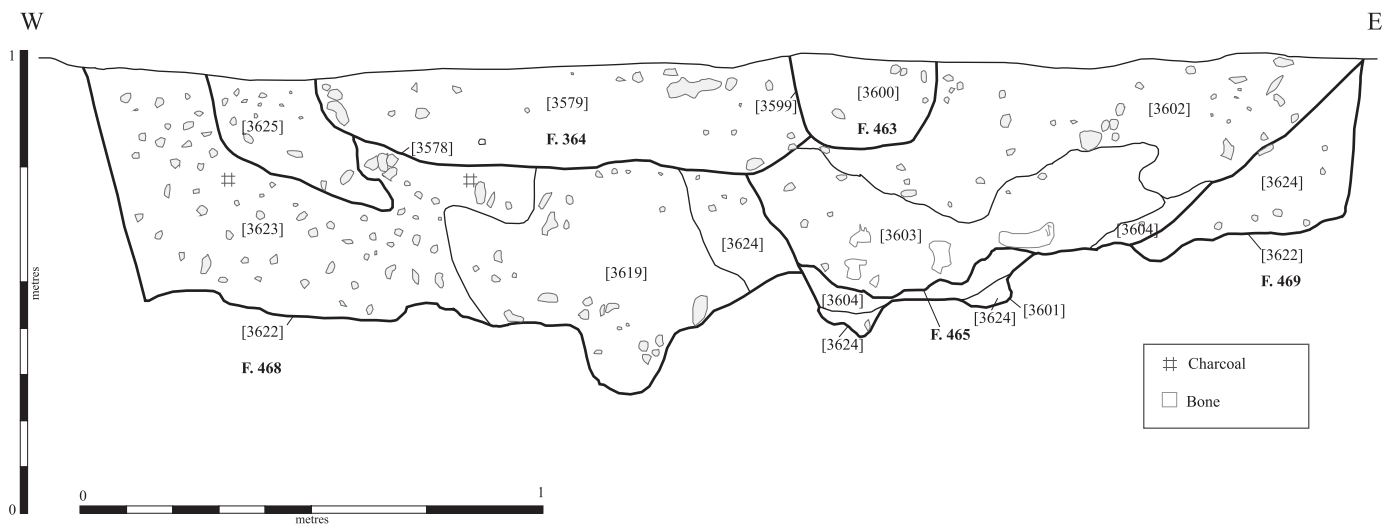 W
E
1
[3600]
[3579]
[3599]
[3602]
[3625]
F. 463
F. 364
[3578]
[3624]
[3623]
[3603]
[3604]
[3624]
[3622]
[3619]
F. 469
metres
[3604]
[3601]
[3624]
[3622]
F. 465
[3624]
F. 468
Charcoal
Bone
0
1
0
metres